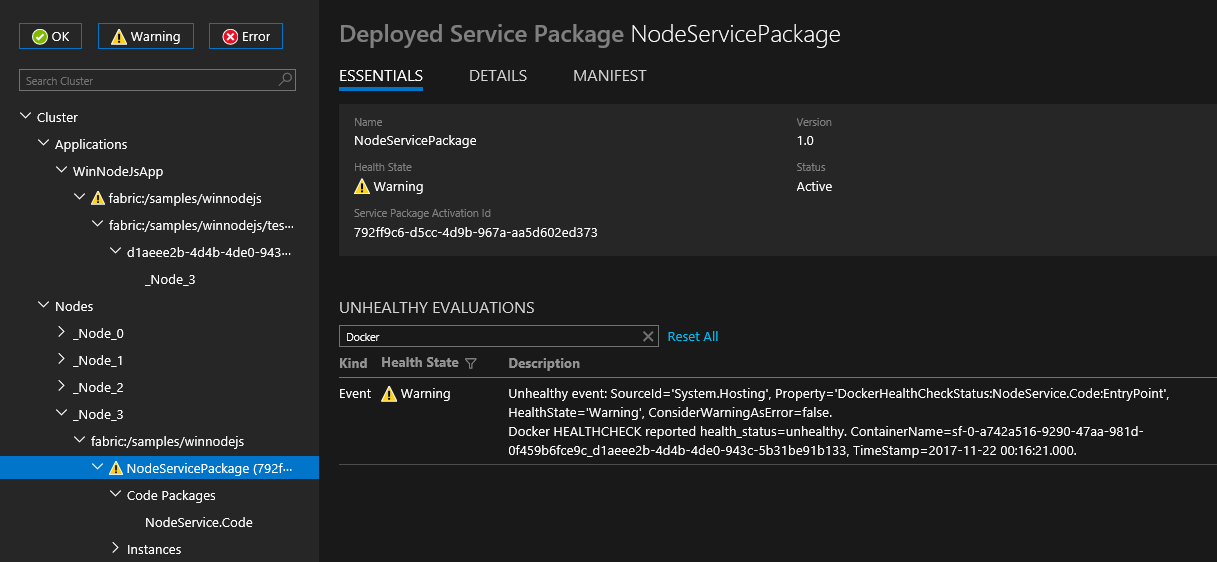 OK
Warning
Error
Search Cluster
Cluster
Applications
WinNodeJsApp
fabric:/samples/winnodejs
fabric:/samples/winnodejs/tes···
d1aeee2b-4d4b-4de0-943···
_Node_3
Nodes
_Node_0
_Node_1
_Node_2
_Node_3
fabric:/samples/winnodejs
NodeServicePackage (792f···
Code Packages
NodeService.Code
Instances
Deployed Service Package NodeServicePackage
ESSENTIALS DETAILS MANIFEST
Name
NodeServicePackage
Version
1.0
Health State
Warning
Status
Active
Service Package Activation Id
792ff9c6-d5cc-4d9b-967a-aa5d602ed373
UNHEALTHY EVALUATIONS
Docker
Reset All
Kind Health State Description
Event Warning Unhealthy event: SourceId='System.Hosting', Property='DockerHealthCheckStatus:NodeService.Code:EntryPoint',
HealthState='Warning', ConsiderWarningAsError=false.
Docker HEALTHCHECK reported health_status=unhealthy. ContainerName=sf-0-a742a516-9290-47aa-981d-
0f459b6fce9c_d1aeee2b-4d4b-4de0-943c-5b31be91b133, TimeStamp=2017-11-22 00:16:21.000.